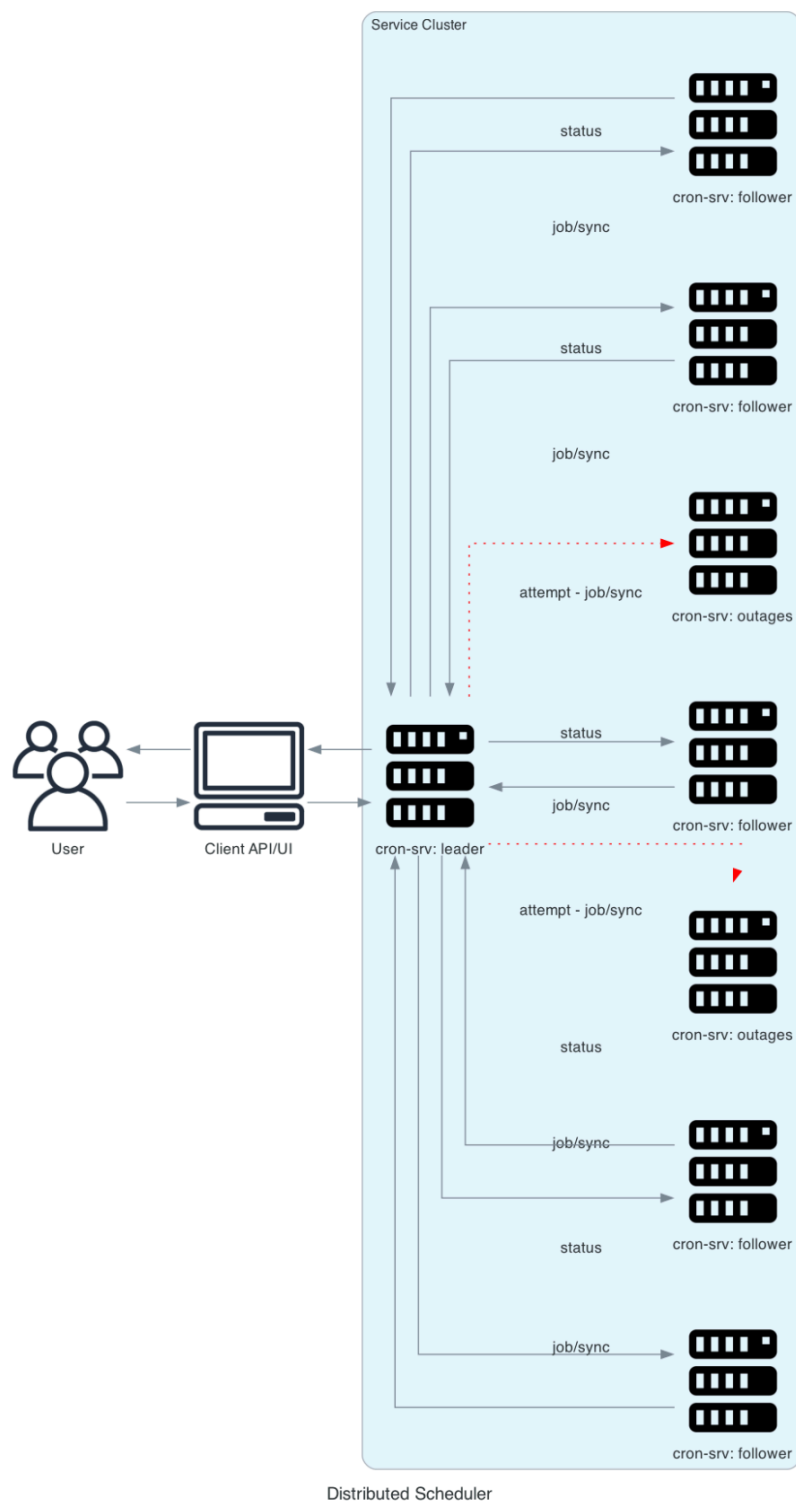 Service Cluster
status
cron-srv: follower
job/sync
status
cron-srv: follower
job/sync
attempt - job/sync
cron-srv: outages
status
job/sync
cron-srv: follower
User
Client API/UI
cron-srv: leader
attempt - job/sync
cron-srv: outages
status
job/sync
cron-srv: follower
status
job/sync
cron-srv: follower
Distributed Scheduler